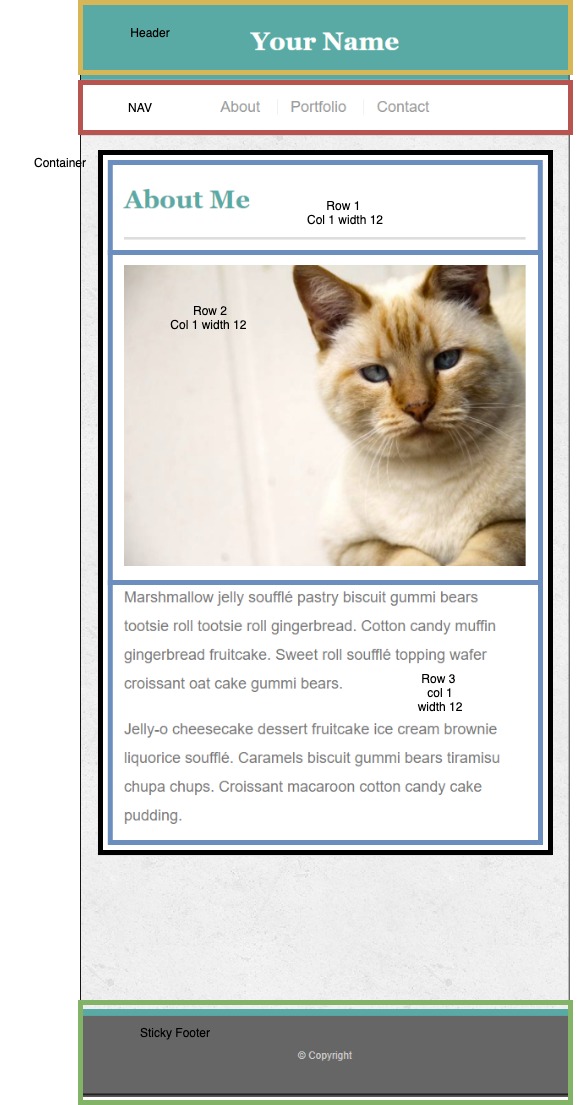 Header
Your Name
NAV
About
Portfolio
Contact
Container
About Me
Row 1
Col 1 width 12
Row 2
Col 1 width 12
Marshmallow jelly soufflé pastry biscuit gummi bears
tootsie roll tootsie roll gingerbread. Cotton candy muffin
gingerbread fruitcake. Sweet roll soufflé topping wafer
croissant oat cake gummi bears.
Row 3
col 1
width 12
Jelly-o cheesecake dessert fruitcake ice cream brownie
liquorice soufflé. Caramels biscuit gummi bears tiramisu
chupa chups. Croissant macaroon cotton candy cake
pudding.
Sticky Footer
© Copyright